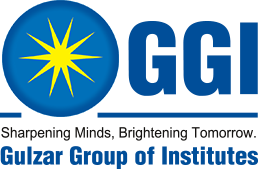 GGI
Sharpening Minds, Brightening Tomorrow.
Gulzar Group of Institutes